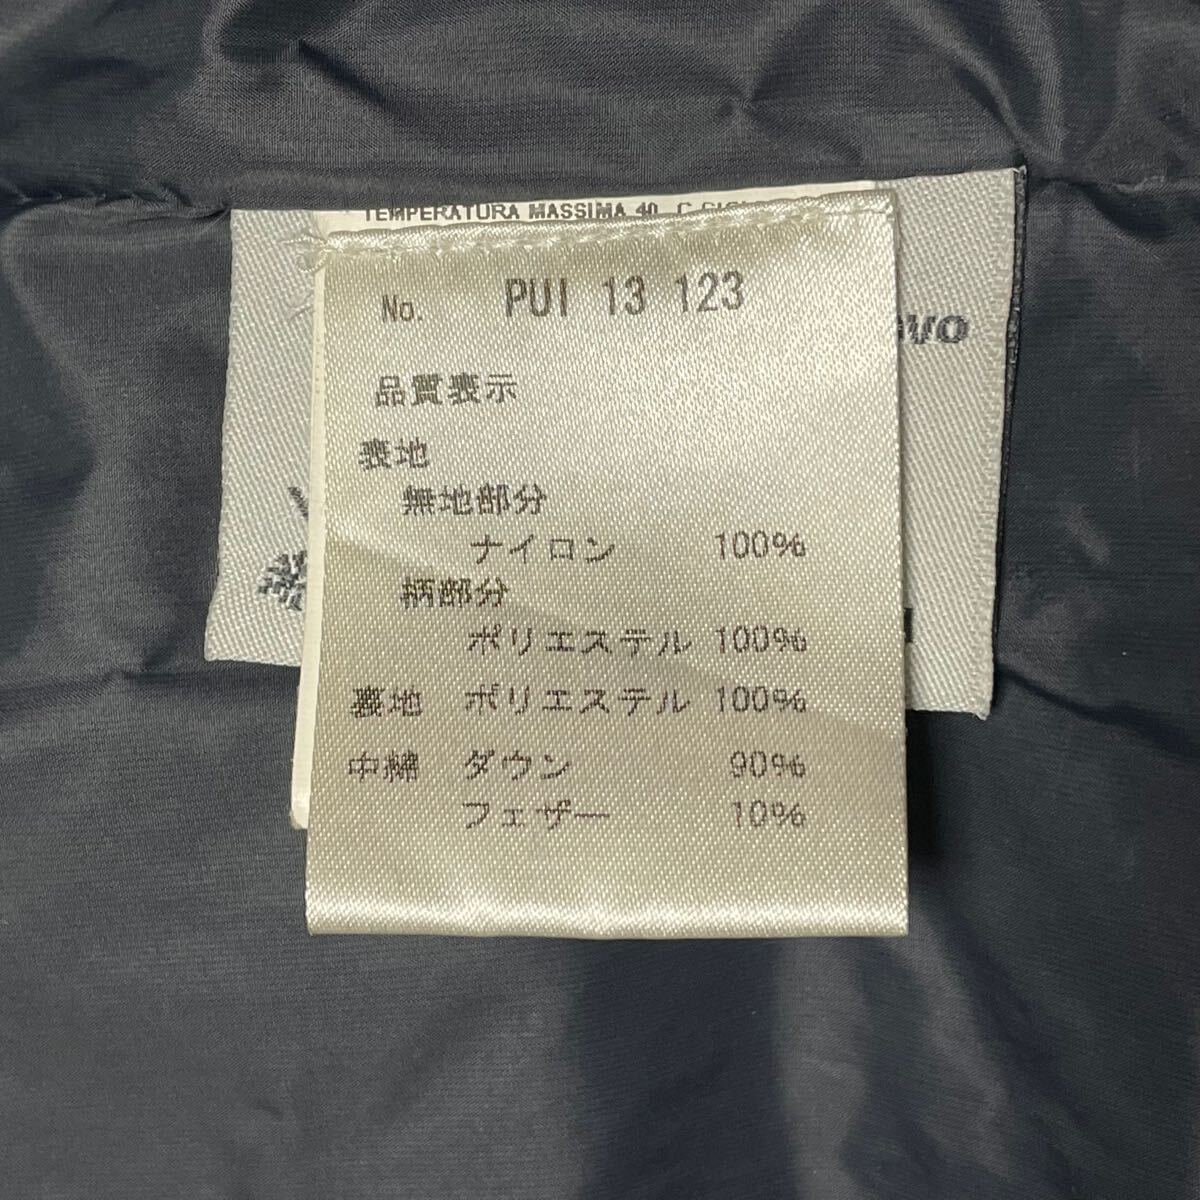 TEMPERATURA MASSIMA 40 C
No. PUI 13 123
品質表示
表地
無地部分
ナイロン 100%
柄部分
ポリエステル 100%
裏地 ポリエステル 100%
中綿 ダウン 90%
フェザー 10%